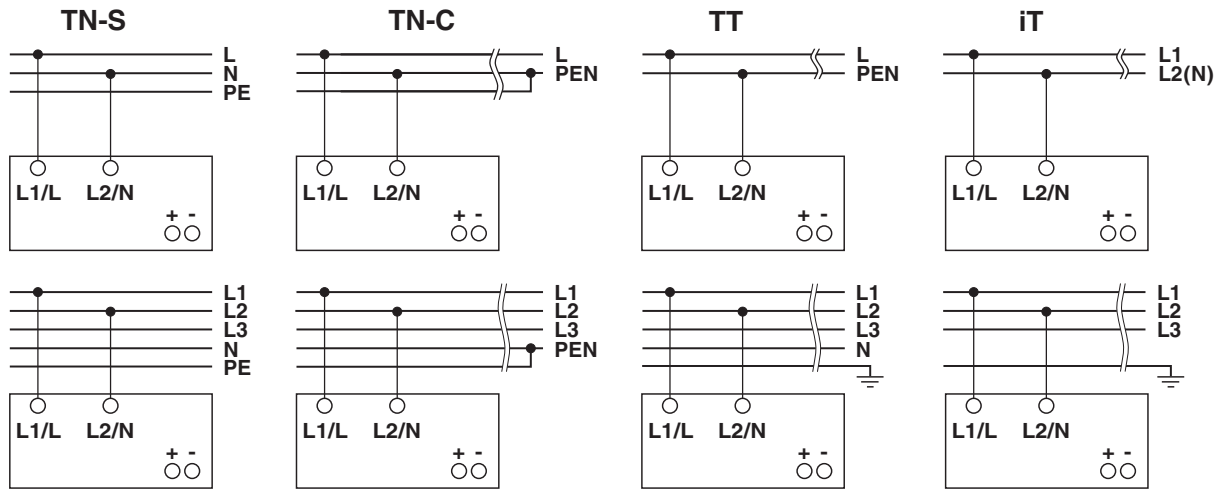 TN-S TN-C TT iT
L L L L1
N PEN PEN L2(N)
PE
L1/L L2/N L1/L L2/N L1/L L2/N L1/L L2/N
+ - + - + - + -
L1 L1 L1 L1
L2 L2 L2 L2
L3 L3 L3 L3
N PEN N
PE
L1/L L2/N L1/L L2/N L1/L L2/N L1/L L2/N
+ - + - + - + -